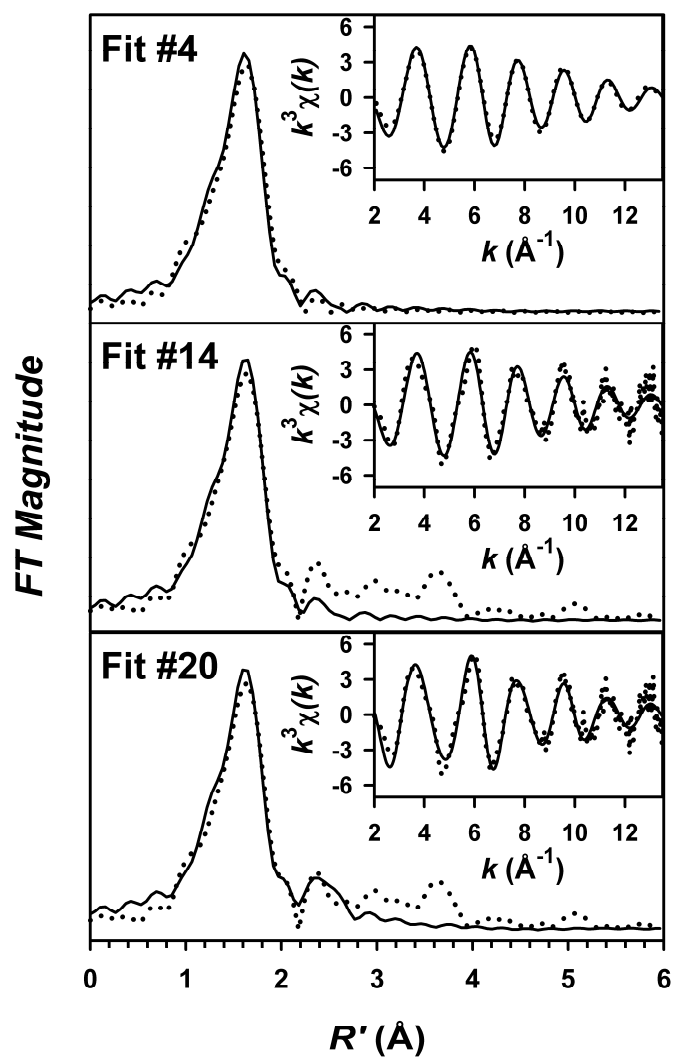 Fit #4
6
3
0
-3
-6
k³χ(k)
2 4 6 8 10 12
k (Å⁻¹)
Fit #14
6
3
0
-3
-6
k³χ(k)
2 4 6 8 10 12
k (Å⁻¹)
Fit #20
6
3
0
-3
-6
k³χ(k)
2 4 6 8 10 12
k (Å⁻¹)
FT Magnitude
0 1 2 3 4 5 6
R' (Å)